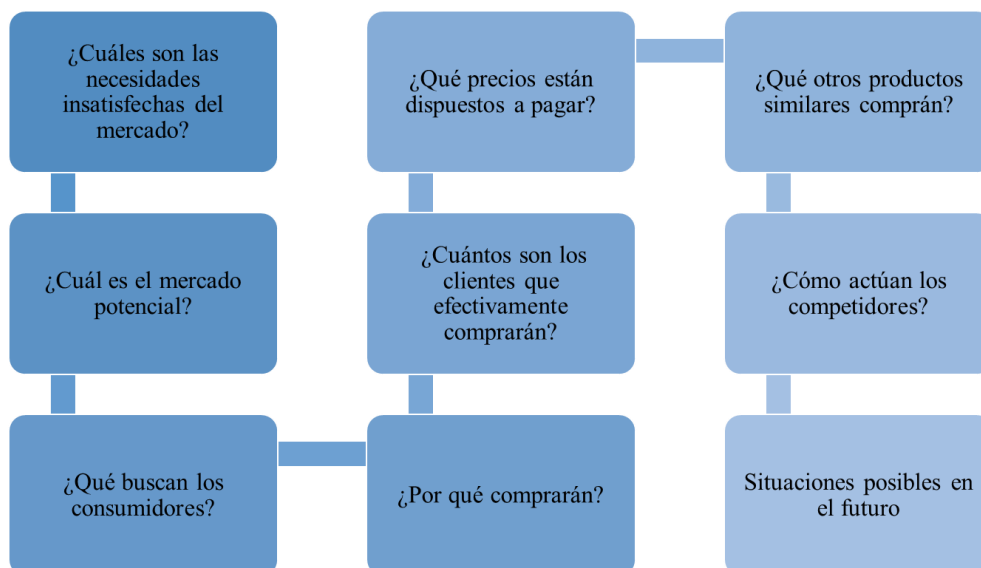 ¿Cuáles son las
necesidades
insatisfechas del
mercado?
¿Cuál es el mercado
potencial?
¿Qué buscan los
consumidores?
¿Por qué comprarán?
¿Cuántos son los
clientes que
efectivamente
comprarán?
¿Qué precios están
dispuestos a pagar?
¿Qué otros productos
similares comprán?
¿Cómo actúan los
competidores?
Situaciones posibles en
el futuro